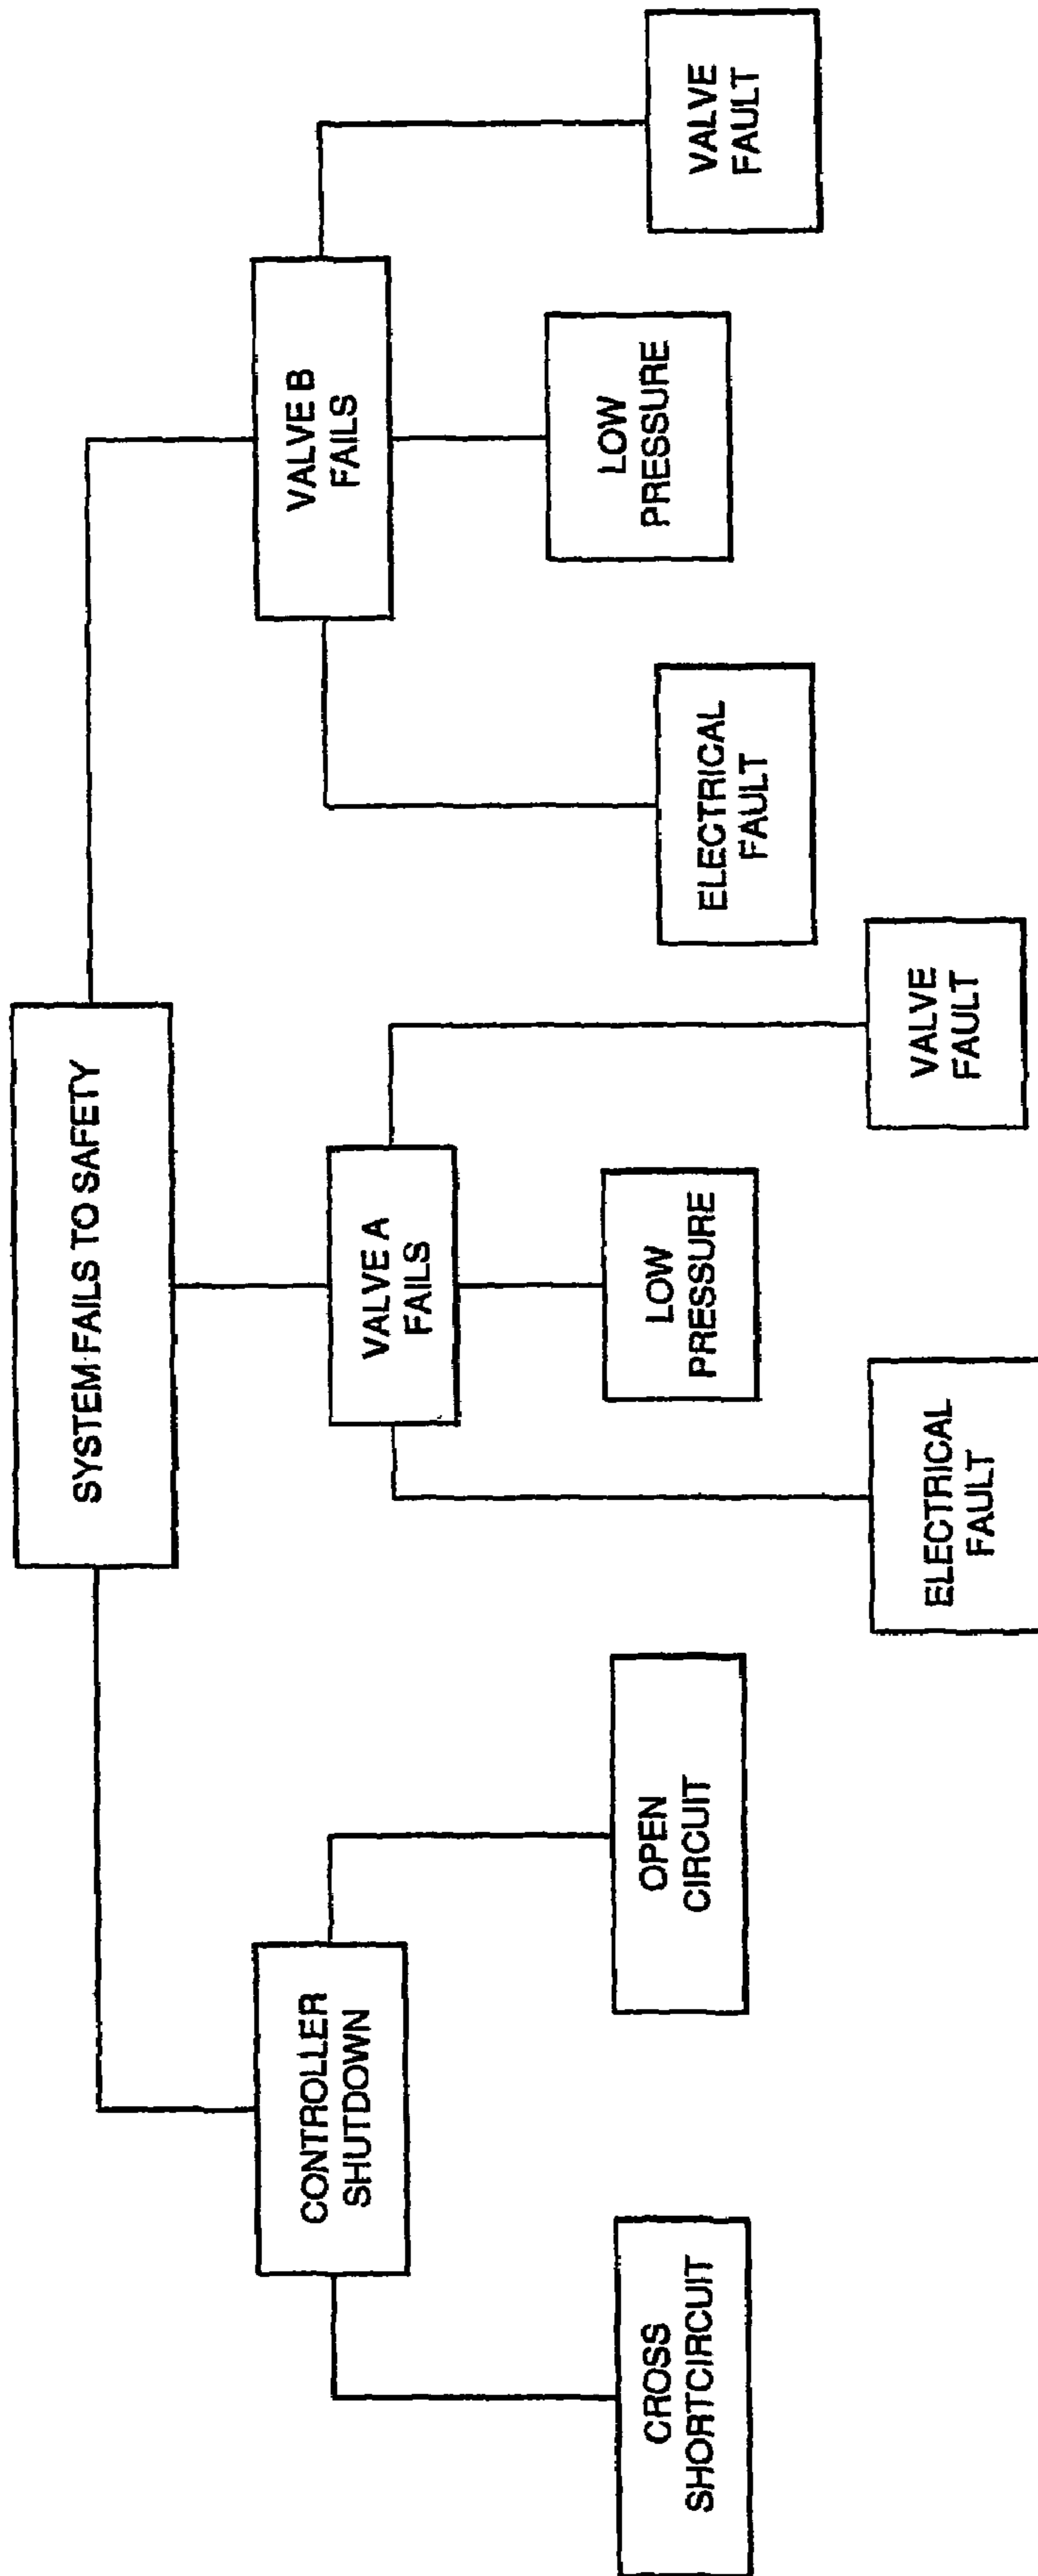 SYSTEM FAILS TO SAFETY
CONTROLLER
SHUTDOWN
VALVE A
FAILS
VALVE B
FAILS
CROSS
SHORTCIRCUIT
OPEN
CIRCUIT
ELECTRICAL
FAULT
LOW
PRESSURE
VALVE
FAULT
ELECTRICAL
FAULT
LOW
PRESSURE
VALVE
FAULT